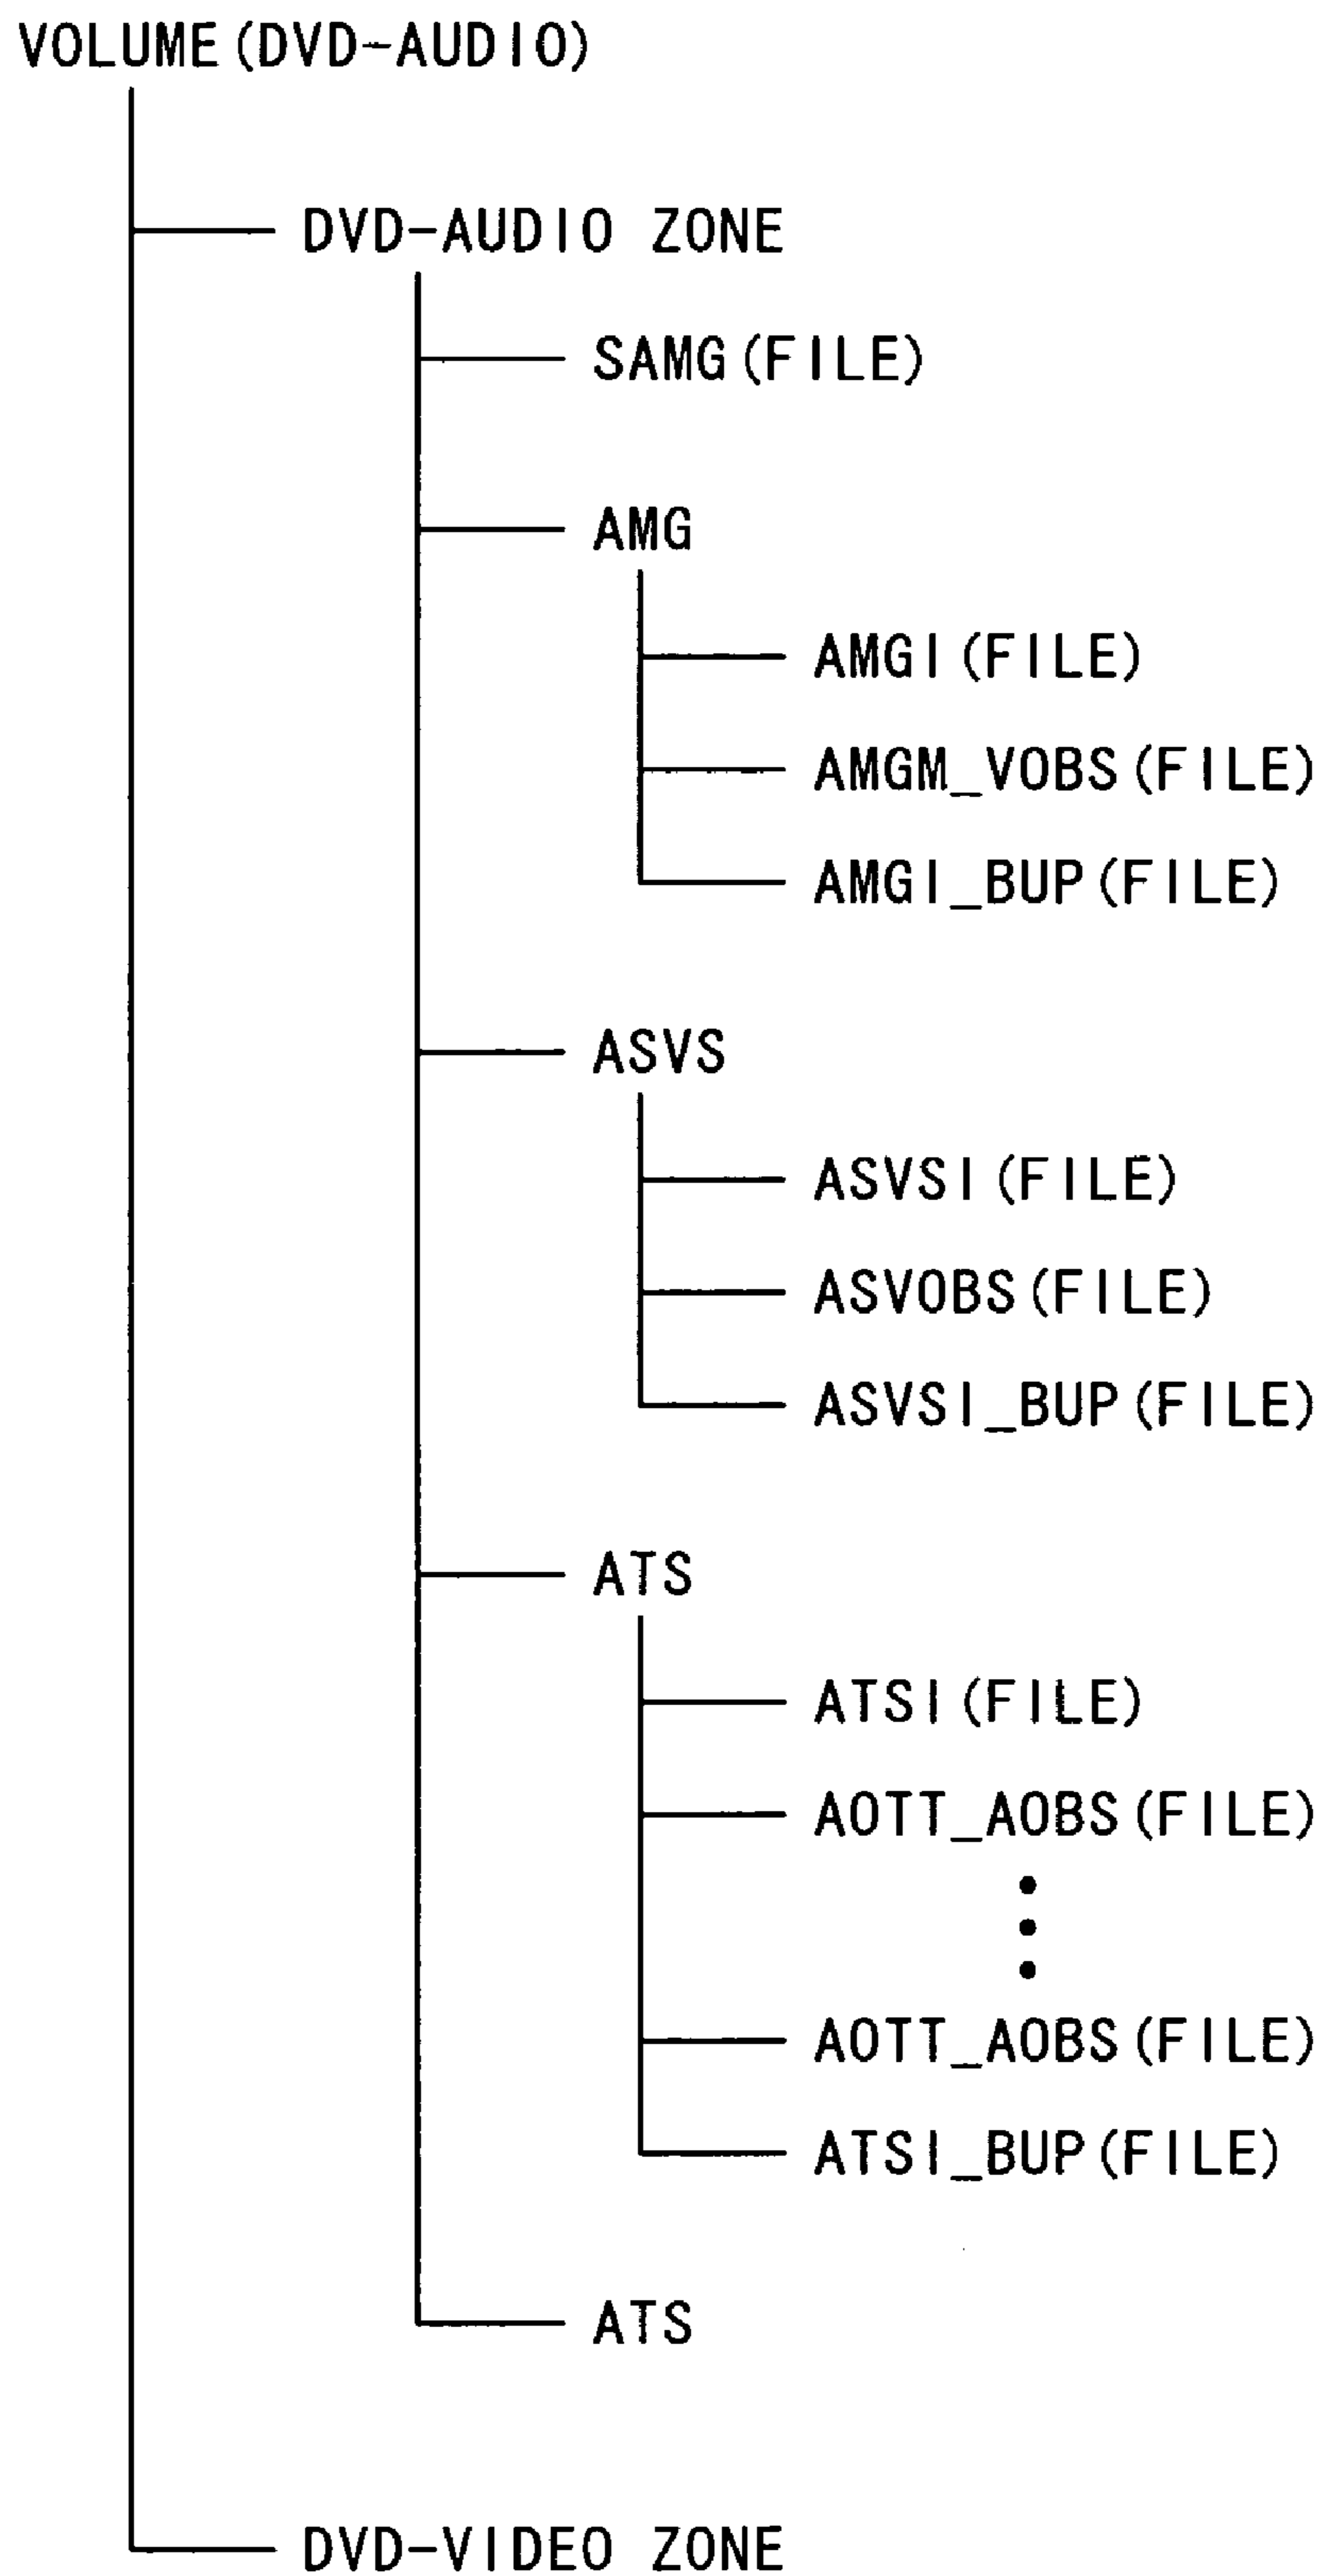 VOLUME(DVD-AUDIO)
DVD-AUDIO ZONE
SAMG(FILE)
AMG
AMGI(FILE)
AMGM_VOBS(FILE)
AMGI_BUP(FILE)
ASVS
ASVSI(FILE)
ASVOBS(FILE)
ASVSI_BUP(FILE)
ATS
ATSI(FILE)
AOTT_AOBS(FILE)
AOTT_AOBS(FILE)
ATSI_BUP(FILE)
ATS
DVD-VIDEO ZONE